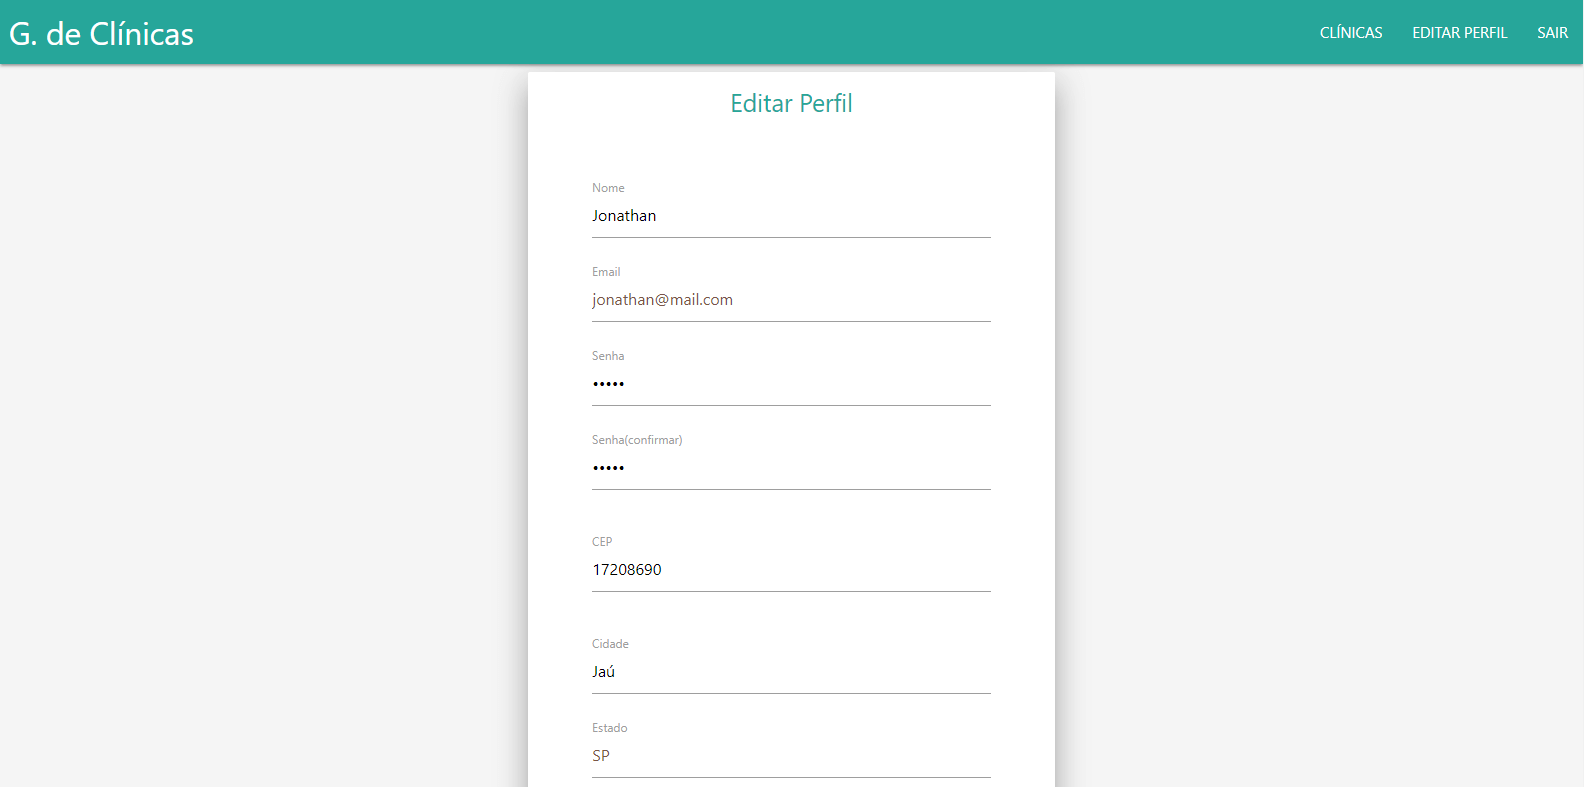 G. de Clínicas
CLÍNICAS EDITAR PERFIL SAIR
Editar Perfil
Nome
Jonathan
Email
jonathan@mail.com
Senha
•••••
Senha(confirmar)
•••••
CEP
17208690
Cidade
Jaú
Estado
SP